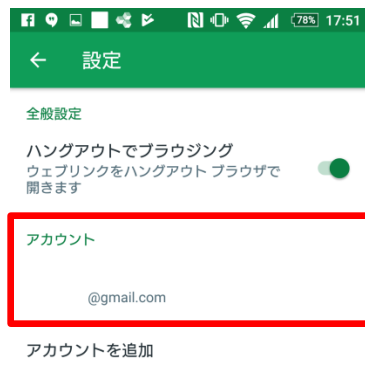 78% 17:51
設定
全般設定
ハングアウトでブラウジング
ウェブリンクをハングアウト ブラウザで
開きます
アカウント
@gmail.com
アカウントを追加